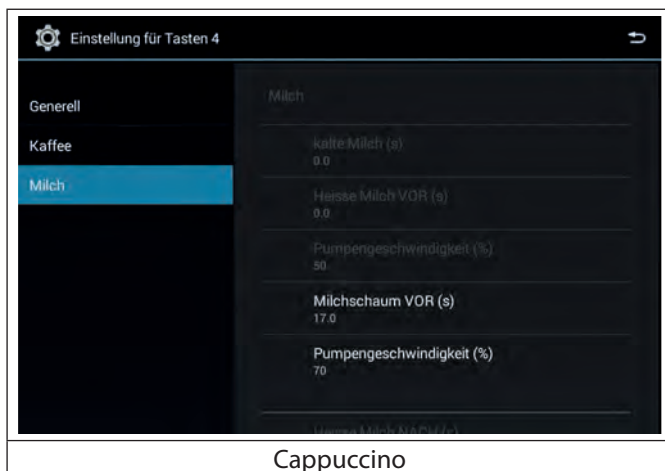 Einstellung für Tasten 4
Generell
Kaffee
Milch
Milch
kalte Milch (s)
0.0
Heisse Milch VOR (s)
0.0
Pumpengeschwindigkeit (%)
50
Milchschaum VOR (s)
17.0
Pumpengeschwindigkeit (%)
70
Heisse Milch NACH (s)
Cappuccino